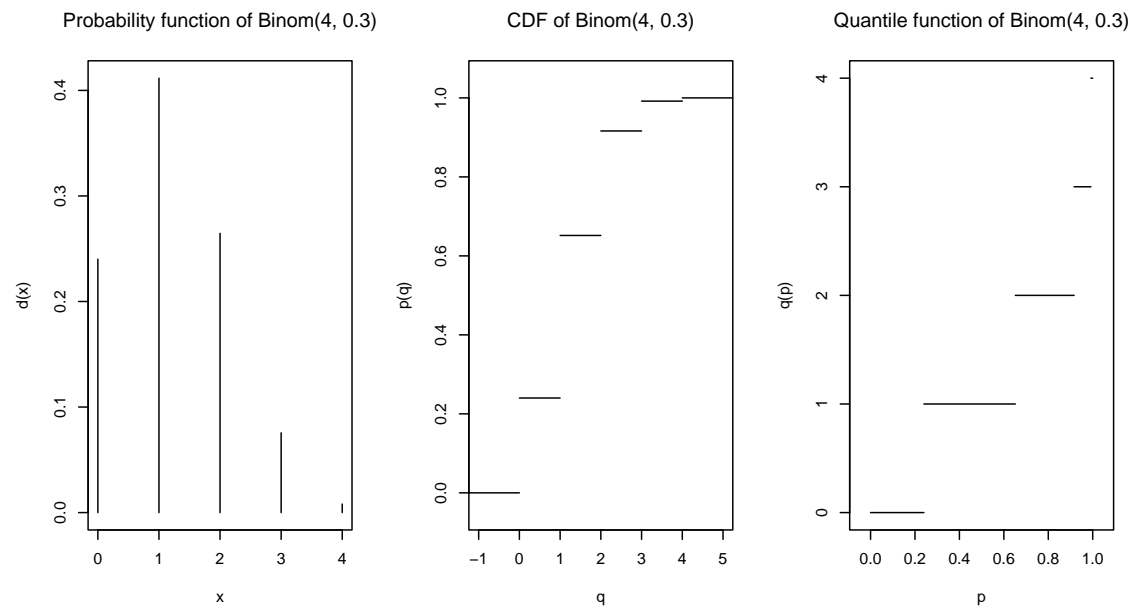 Probability function of Binom(4, 0.3)
0.4
0.3
0.2
0.1
0.0
d(x)
0 1 2 3 4
x
CDF of Binom(4, 0.3)
1.0
0.8
0.6
0.4
0.2
0.0
p(q)
−1 0 1 2 3 4 5
q
Quantile function of Binom(4, 0.3)
4
3
2
1
0
q(p)
0.0 0.2 0.4 0.6 0.8 1.0
p